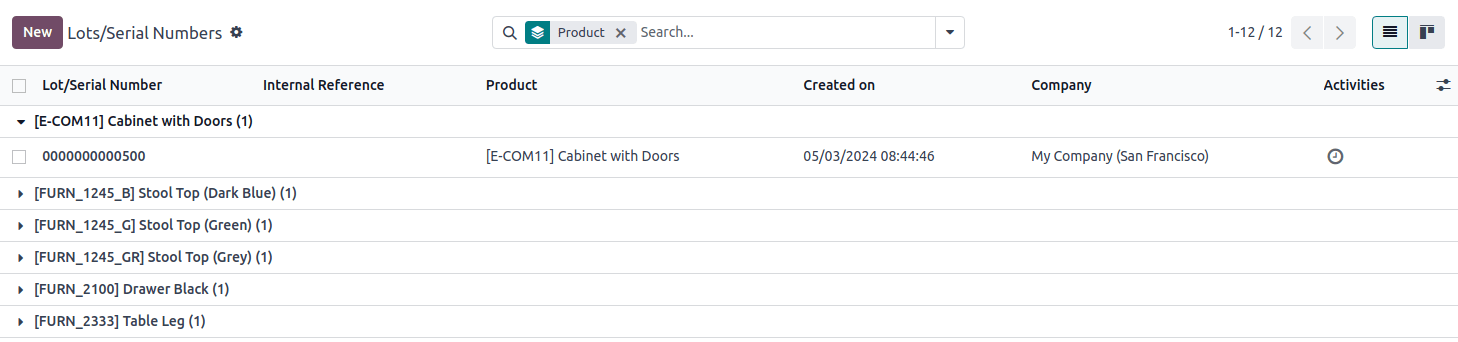 New Lots/Serial Numbers Product Search... 1-12 / 12
Lot/Serial Number Internal Reference Product Created on Company Activities
[E-COM11] Cabinet with Doors (1)
0000000000500 [E-COM11] Cabinet with Doors 05/03/2024 08:44:46 My Company (San Francisco)
[FURN_1245_B] Stool Top (Dark Blue) (1)
[FURN_1245_G] Stool Top (Green) (1)
[FURN_1245_GR] Stool Top (Grey) (1)
[FURN_2100] Drawer Black (1)
[FURN_2333] Table Leg (1)